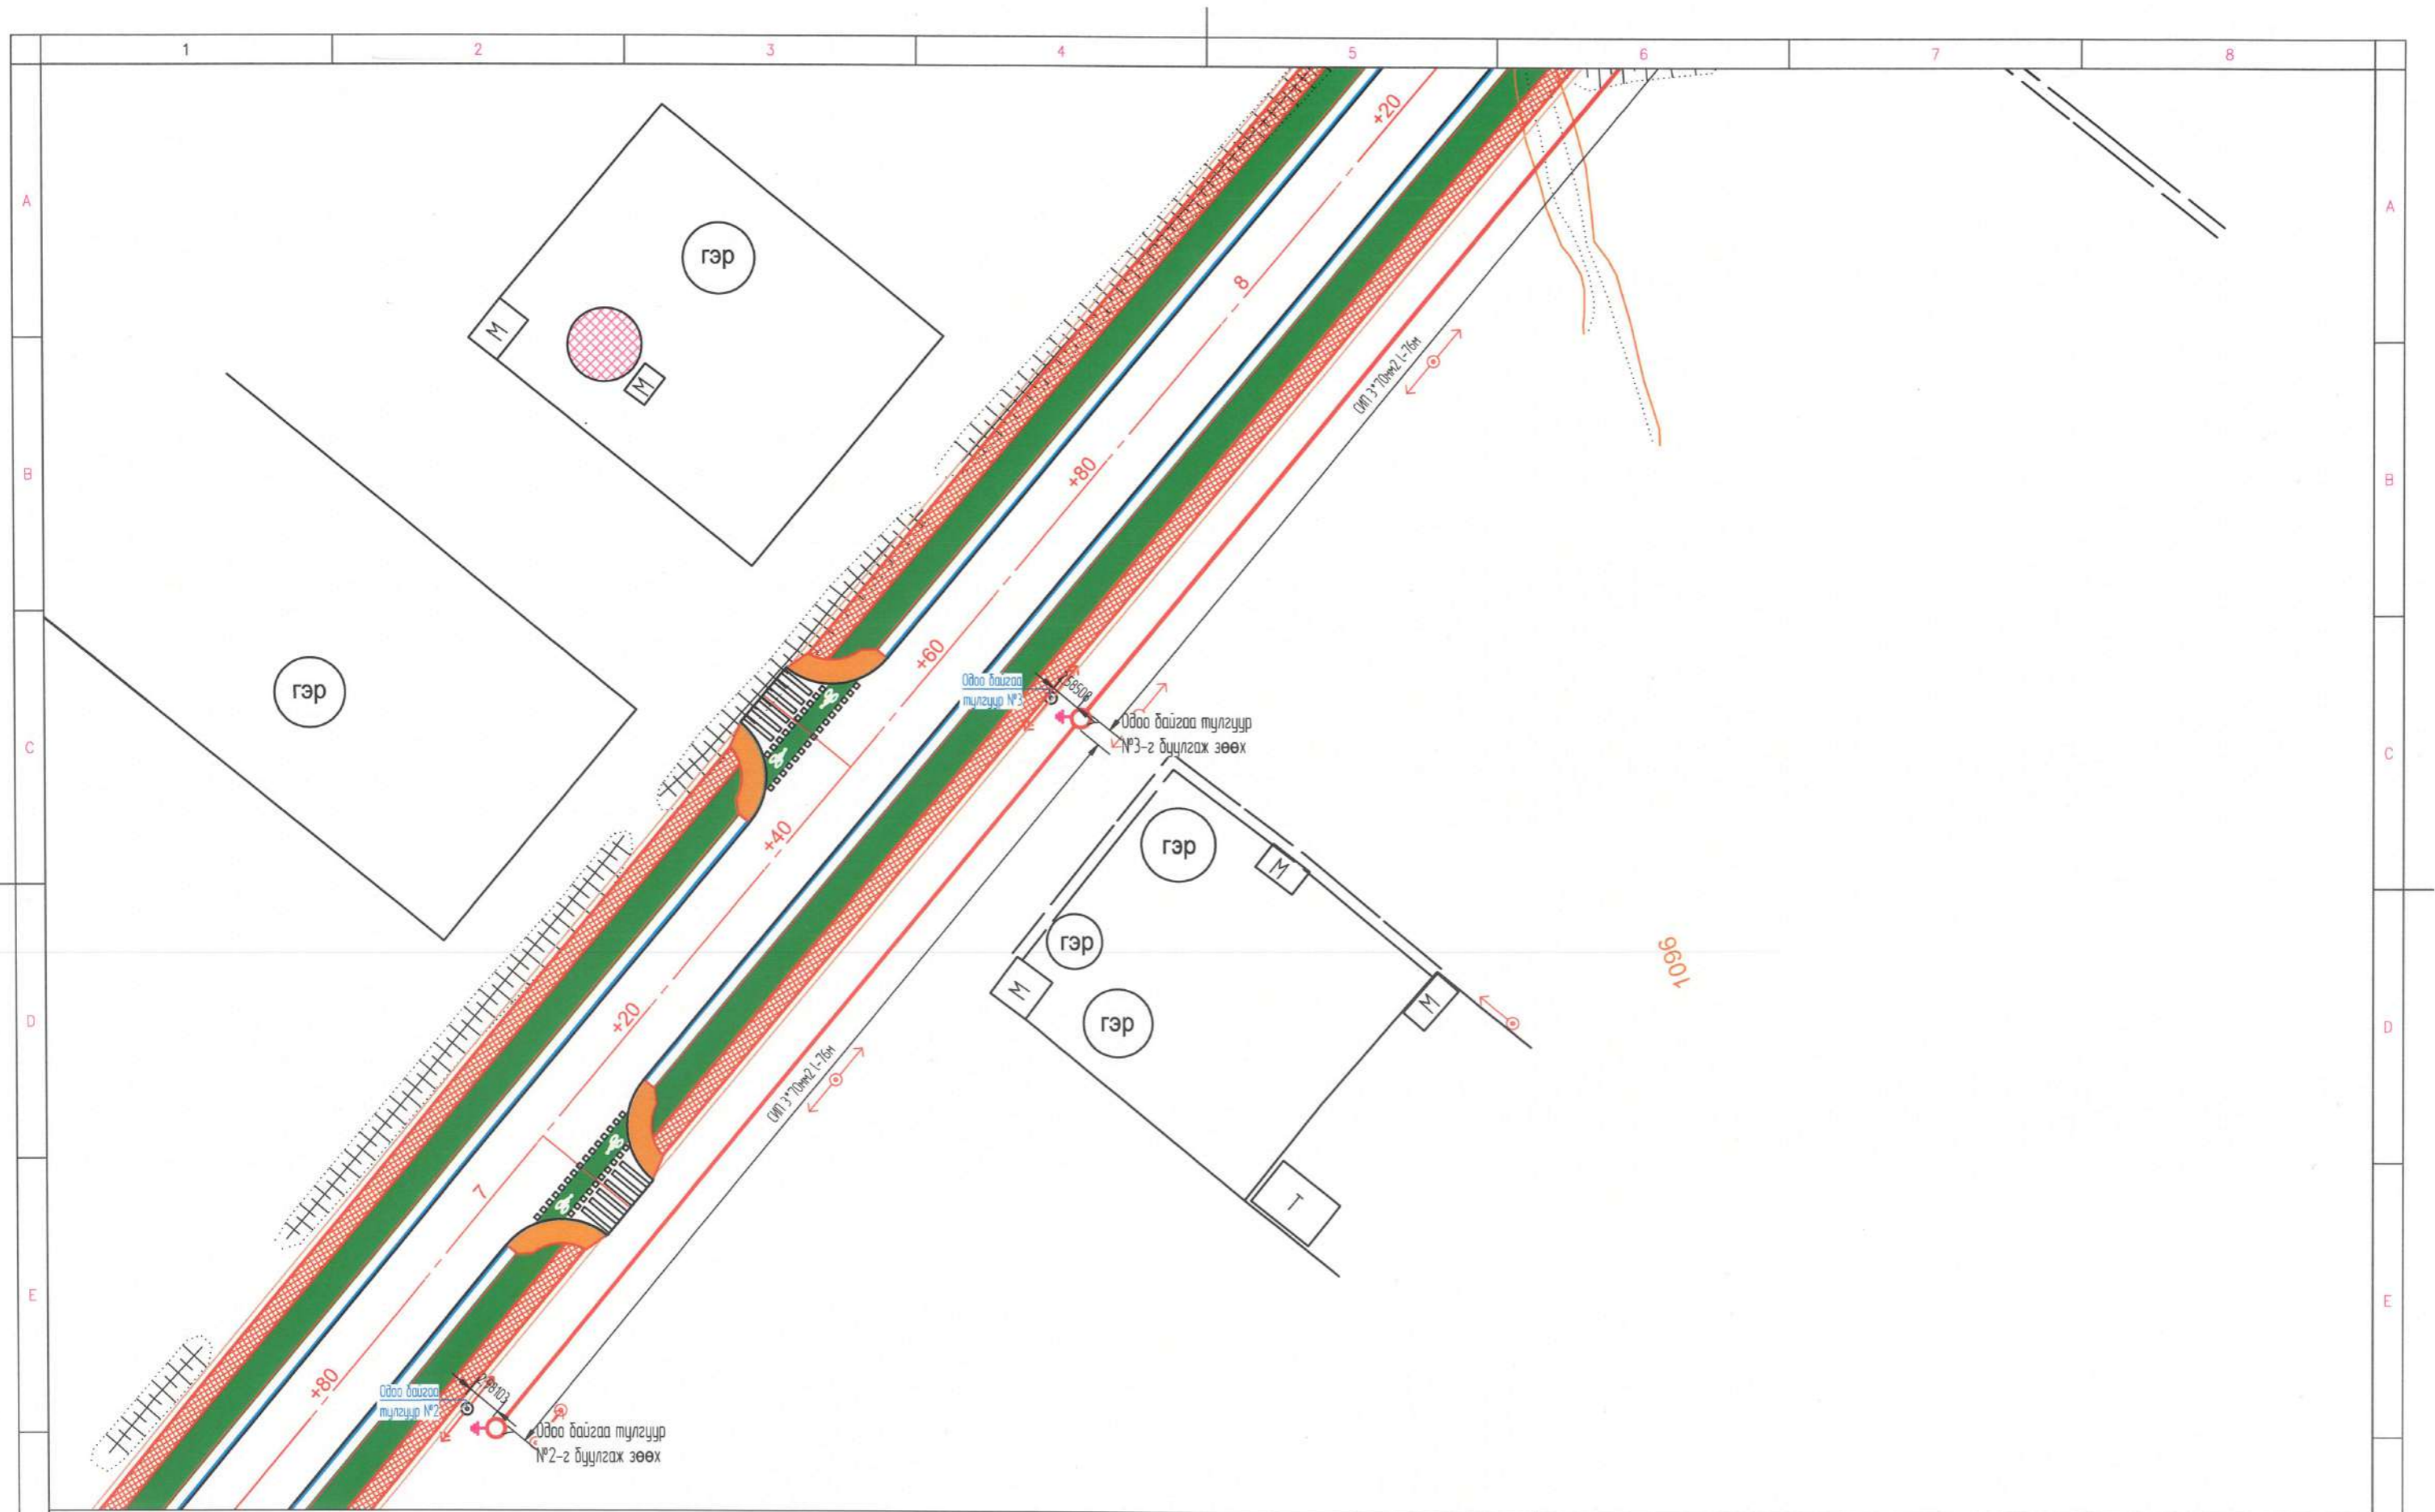 1 2 3 4 5 6 7 8
A A
+20
гэр
8
М
М
СИП 3*70мм2 l-76м
B B
+80
+60
гэр
Одоо байгаа
тулгуур №3
Одоо байгаа тулгуур
№3-г буулгаж зөөх
C C
+40
гэр
М
гэр
1096
М
М
гэр
D D
+20
СИП 3*70мм2 l-76м
7
Т
E E
+80
Одоо байгаа
тулгуур №2
Одоо байгаа тулгуур
№2-г буулгаж зөөх